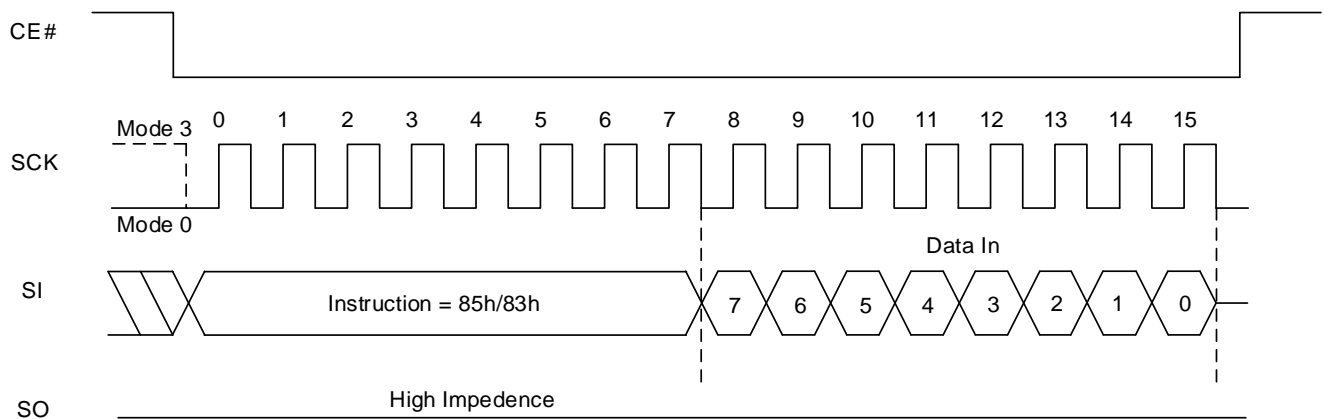 CE#
Mode 3
0 1 2 3 4 5 6 7 8 9 10 11 12 13 14 15
SCK
Mode 0
Data In
SI
Instruction = 85h/83h
7 6 5 4 3 2 1 0
High Impedence
SO